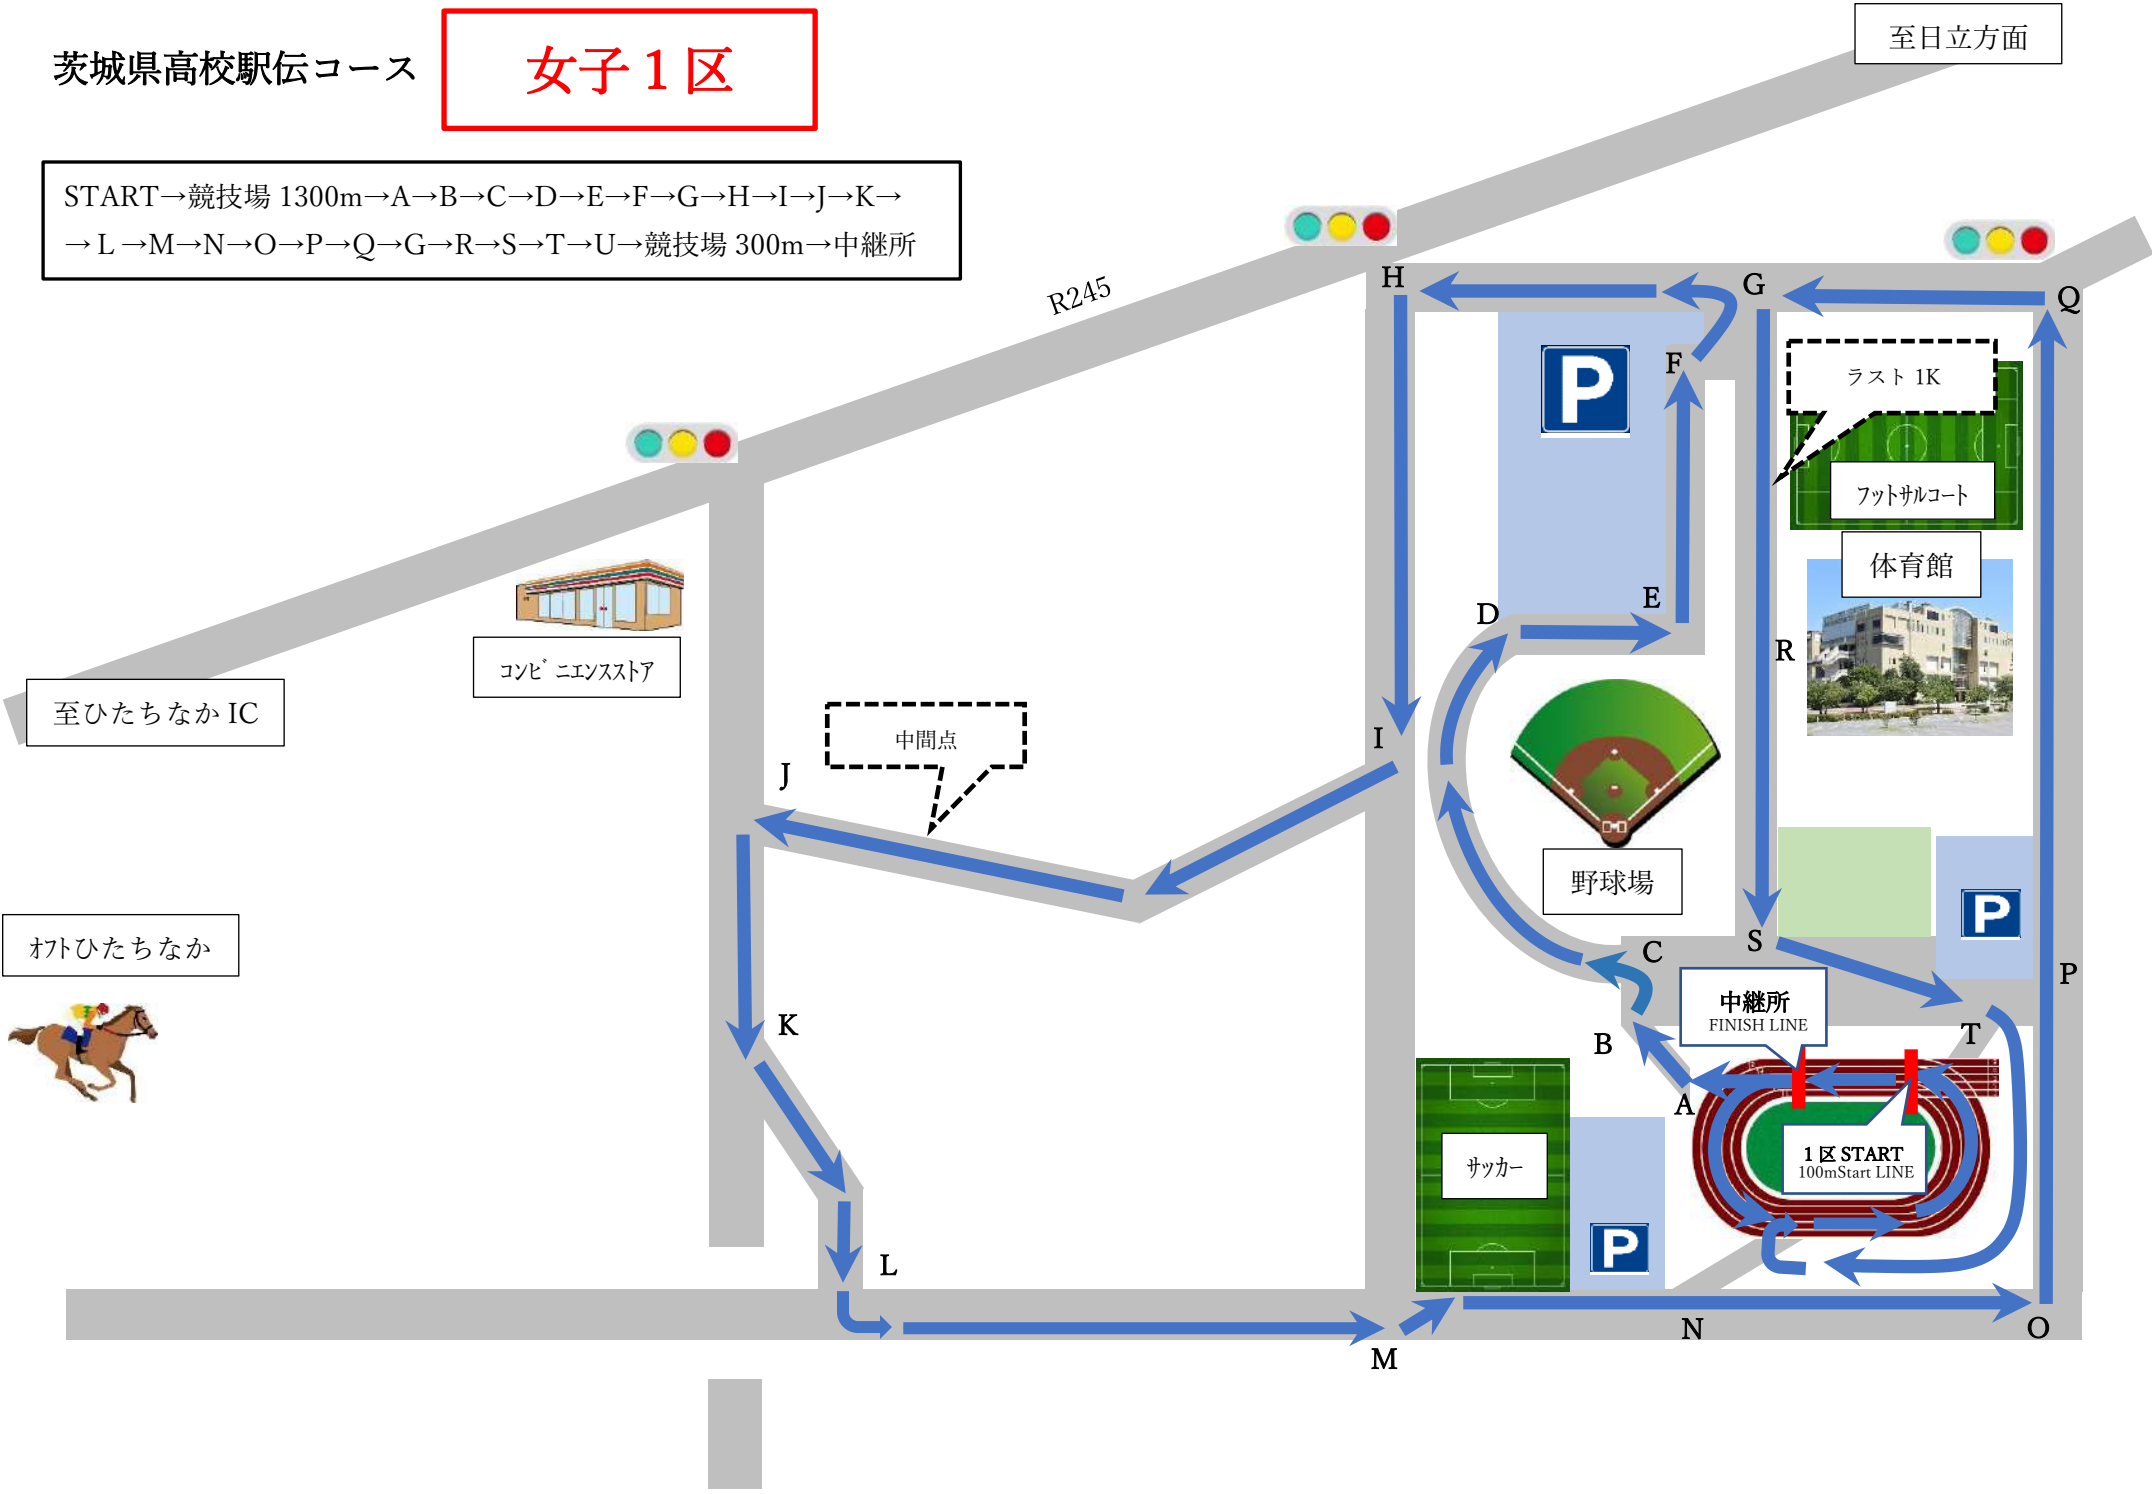 至日立方面
茨城県高校駅伝コース
女子１区
START→競技場 1300m→A→B→C→D→E→F→G→H→I→J→K→
→L→M→N→O→P→Q→G→R→S→T→U→競技場 300m→中継所
R245
H
G
Q
F
ラスト 1K
フットサルコート
体育館
E
D
R
コンビニエンスストア
至ひたちなか IC
中間点
I
J
野球場
オフトひたちなか
C
S
P
中継所
FINISH LINE
K
B
T
A
1 区 START
100mStart LINE
サッカー
L
N
O
M
P
P
P